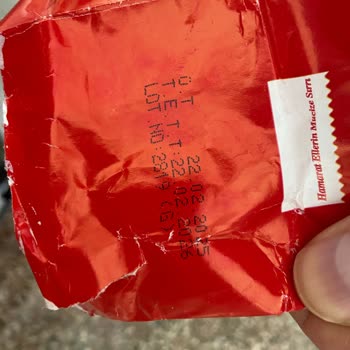 Ü.T : 22.02.2025
T.E.T.T: 22.02.2026
LOT NO:
Hamarat Ellerin Mucize Sırrı